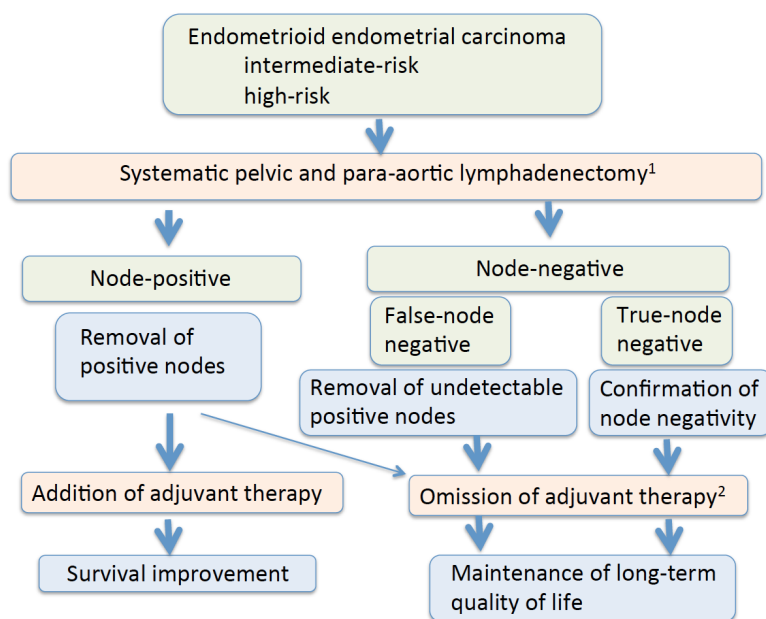 Endometrioid endometrial carcinoma
intermediate-risk
high-risk
Systematic pelvic and para-aortic lymphadenectomy¹
Node-positive
Node-negative
Removal of
positive nodes
False-node
negative
True-node
negative
Removal of undetectable
positive nodes
Confirmation of
node negativity
Addition of adjuvant therapy
Omission of adjuvant therapy²
Survival improvement
Maintenance of long-term
quality of life